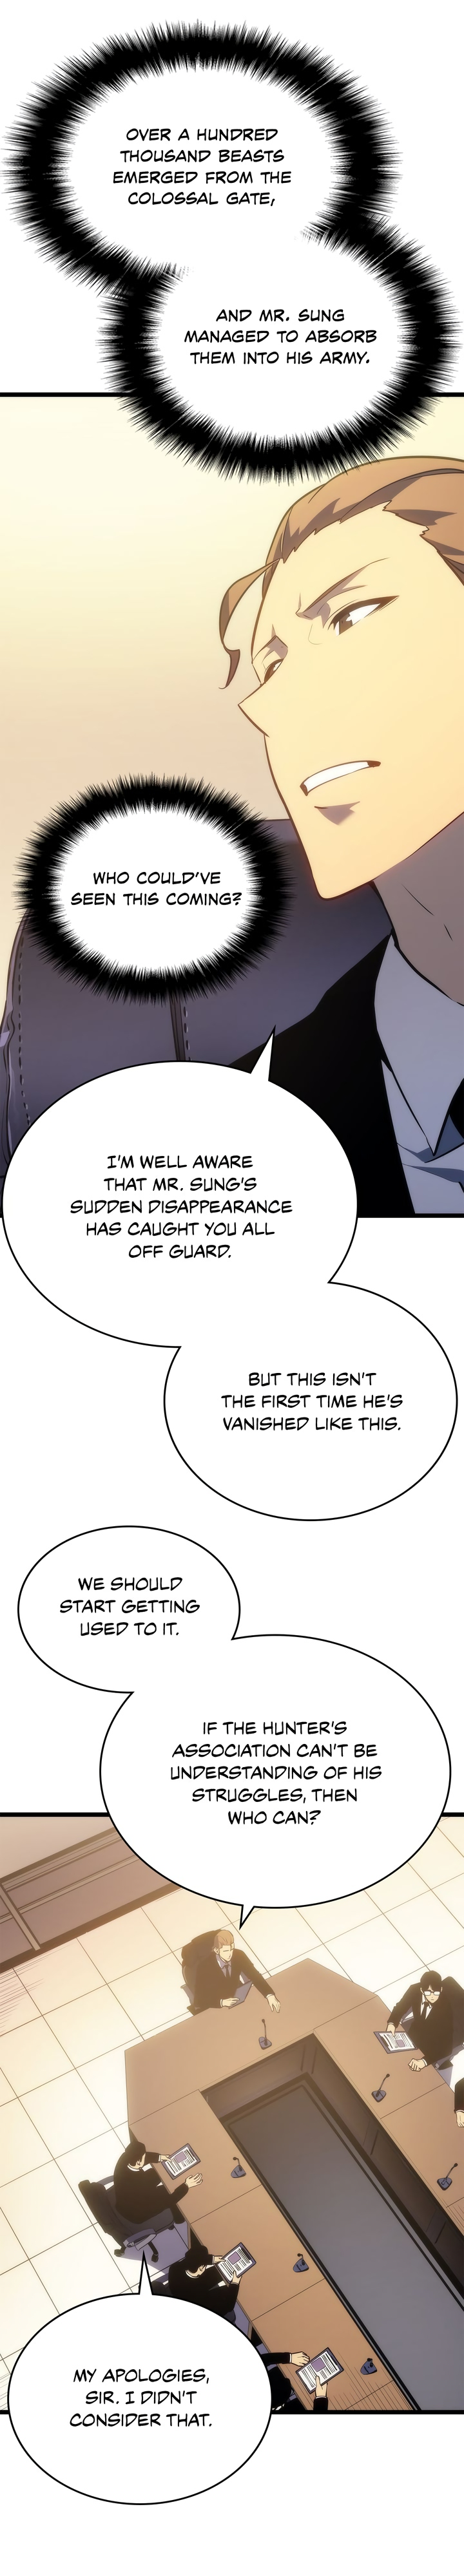 OVER A HUNDRED
THOUSAND BEASTS
EMERGED FROM THE
COLOSSAL GATE,
AND MR. SUNG
MANAGED TO ABSORB
THEM INTO HIS ARMY.
WHO COULD'VE
SEEN THIS COMING?
I'M WELL AWARE
THAT MR. SUNG'S
SUDDEN DISAPPEARANCE
HAS CAUGHT YOU ALL
OFF GUARD.
BUT THIS ISN'T
THE FIRST TIME HE'S
VANISHED LIKE THIS.
WE SHOULD
START GETTING
USED TO IT.
IF THE HUNTER'S
ASSOCIATION CAN'T BE
UNDERSTANDING OF HIS
STRUGGLES, THEN
WHO CAN?
MY APOLOGIES,
SIR. I DIDN'T
CONSIDER THAT.